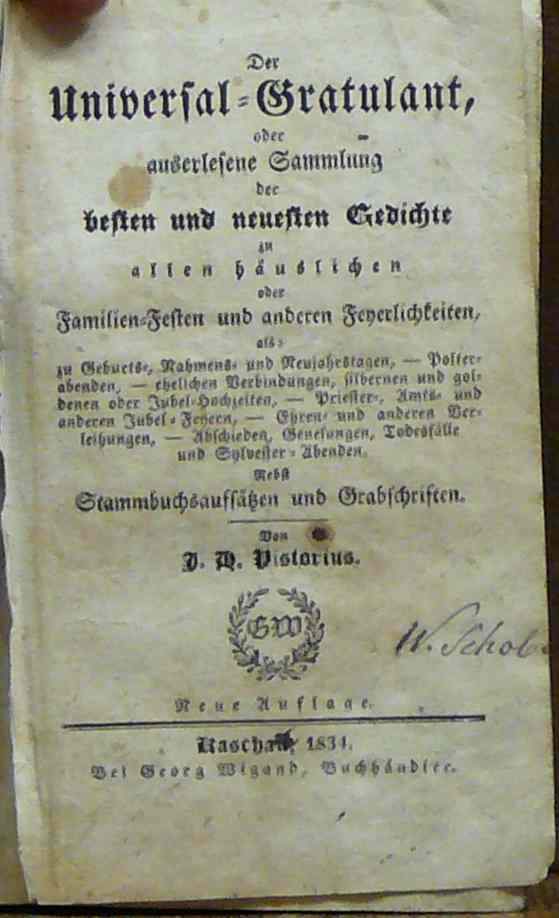 Der
Universal-Gratulant,
oder
auserlesene Sammlung
der
besten und neuesten Gedichte
zu
allen häuslichen
oder
Familien-Festen und anderen Feyerlichkeiten,
als:
zu Geburts-, Nahmens- und Neujahrstagen, — Polter-
abenden, — ehelichen Verbindungen, silbernen und gol-
denen oder Jubel-Hochzeiten, — Priester-, Amts- und
anderen Jubel-Feyern, — Ehren- und anderen Ver-
leihungen, — Abschieden, Genesungen, Todesfälle
und Sylvester-Abenden.
Nebst
Stammbuchsaufsätzen und Grabschriften.
Von
J. H. Pistorius.
GW
W. Schob
Neue Auflage.
Kaschau, 1834.
Bei Georg Wigand, Buchhändler.